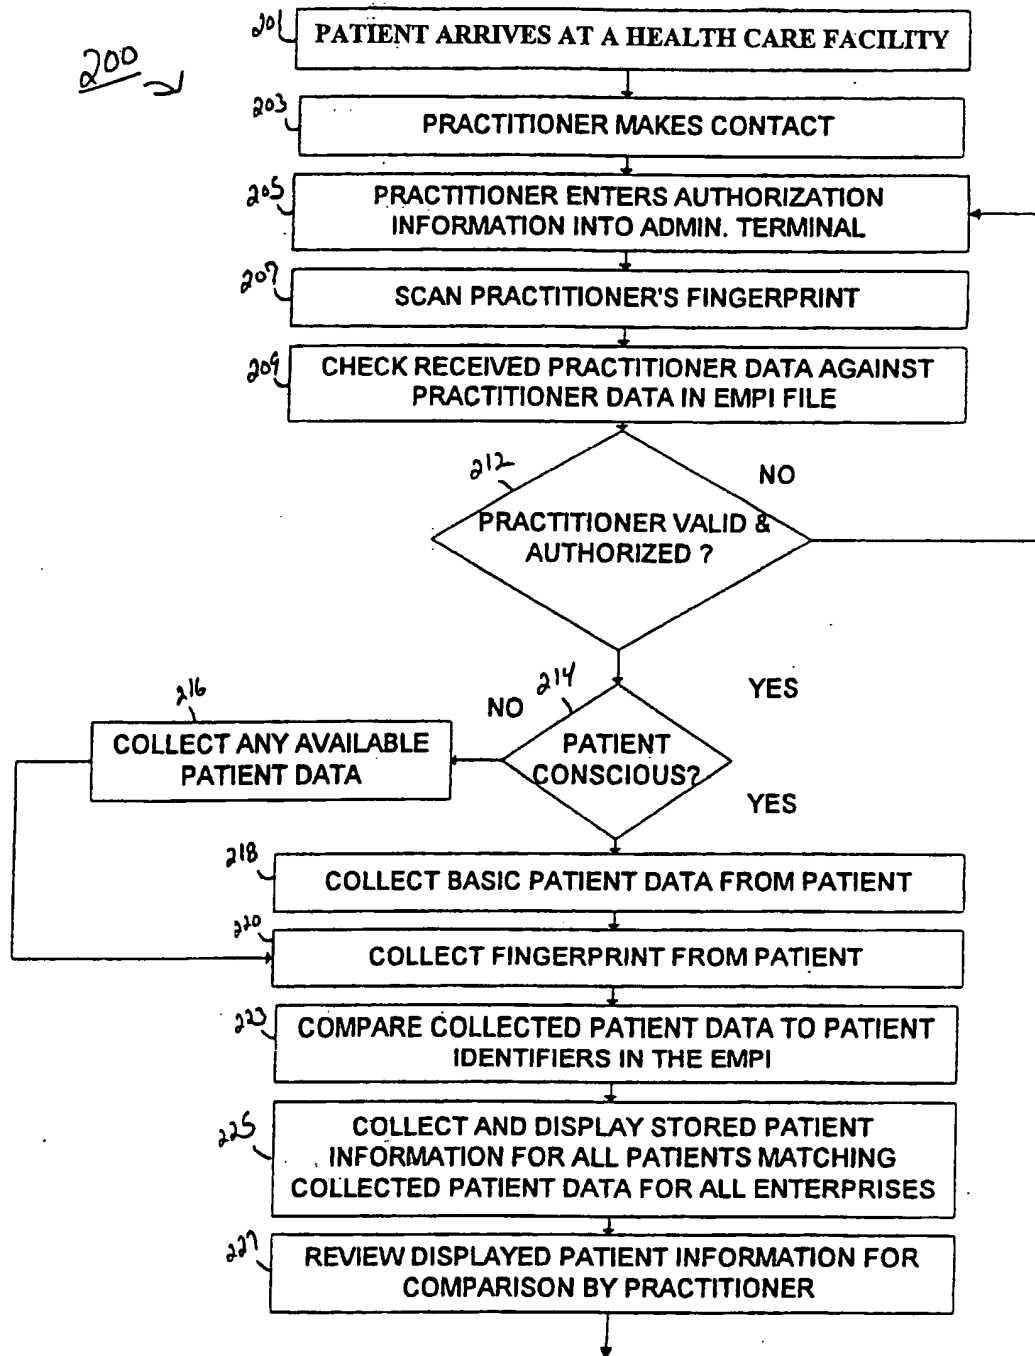 201
PATIENT ARRIVES AT A HEALTH CARE FACILITY
200
203
PRACTITIONER MAKES CONTACT
205
PRACTITIONER ENTERS AUTHORIZATION
INFORMATION INTO ADMIN. TERMINAL
207
SCAN PRACTITIONER'S FINGERPRINT
209
CHECK RECEIVED PRACTITIONER DATA AGAINST
PRACTITIONER DATA IN EMPI FILE
212
NO
PRACTITIONER VALID &
AUTHORIZED ?
214
YES
216
NO
COLLECT ANY AVAILABLE
PATIENT DATA
PATIENT
CONSCIOUS?
YES
218
COLLECT BASIC PATIENT DATA FROM PATIENT
220
COLLECT FINGERPRINT FROM PATIENT
223
COMPARE COLLECTED PATIENT DATA TO PATIENT
IDENTIFIERS IN THE EMPI
225
COLLECT AND DISPLAY STORED PATIENT
INFORMATION FOR ALL PATIENTS MATCHING
COLLECTED PATIENT DATA FOR ALL ENTERPRISES
227
REVIEW DISPLAYED PATIENT INFORMATION FOR
COMPARISON BY PRACTITIONER